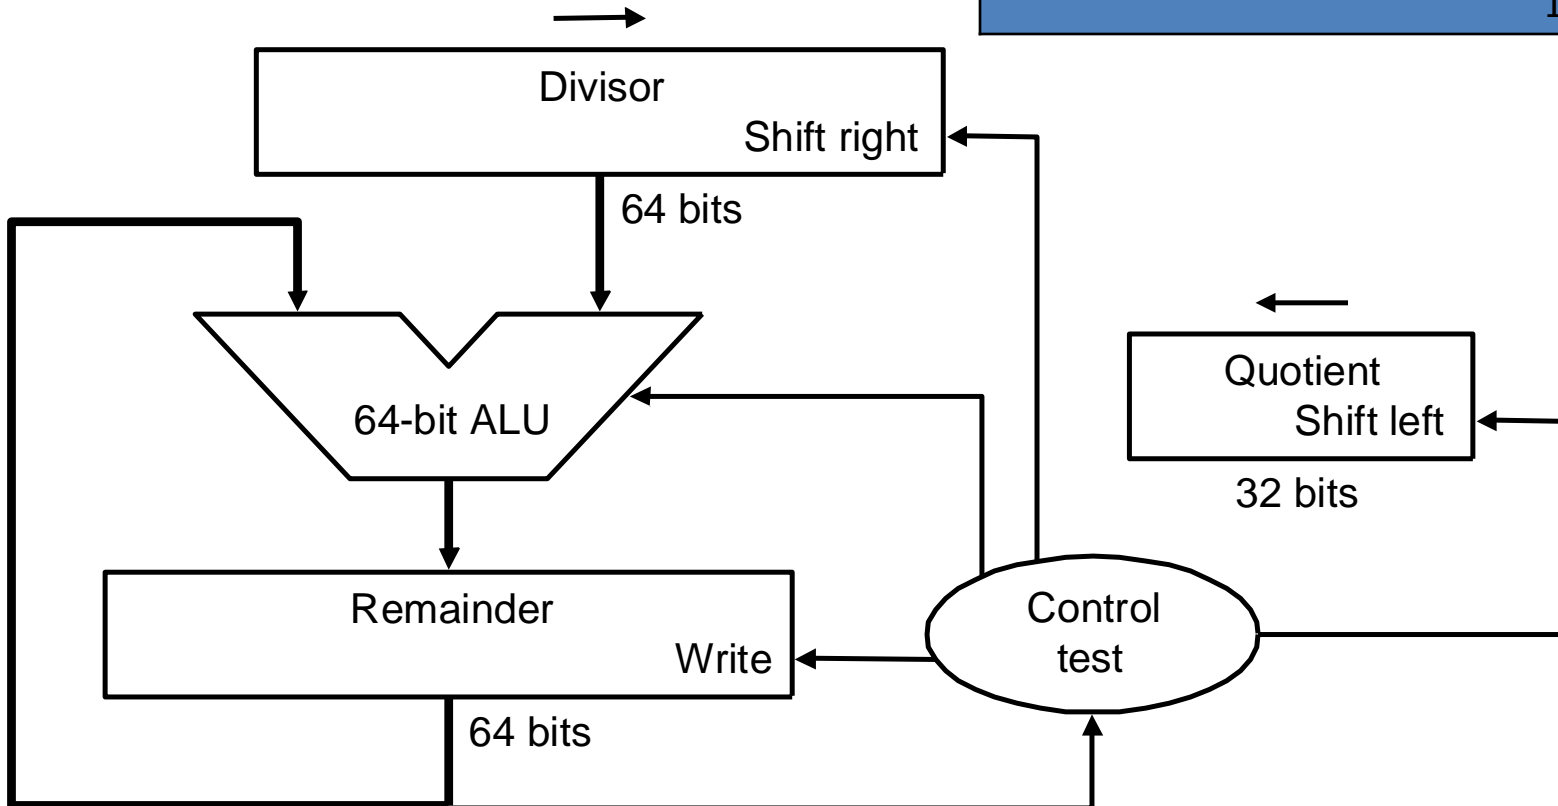 Divisor
Shift right
64 bits
64-bit ALU
Quotient
Shift left
32 bits
Remainder
Write
Control
test
64 bits